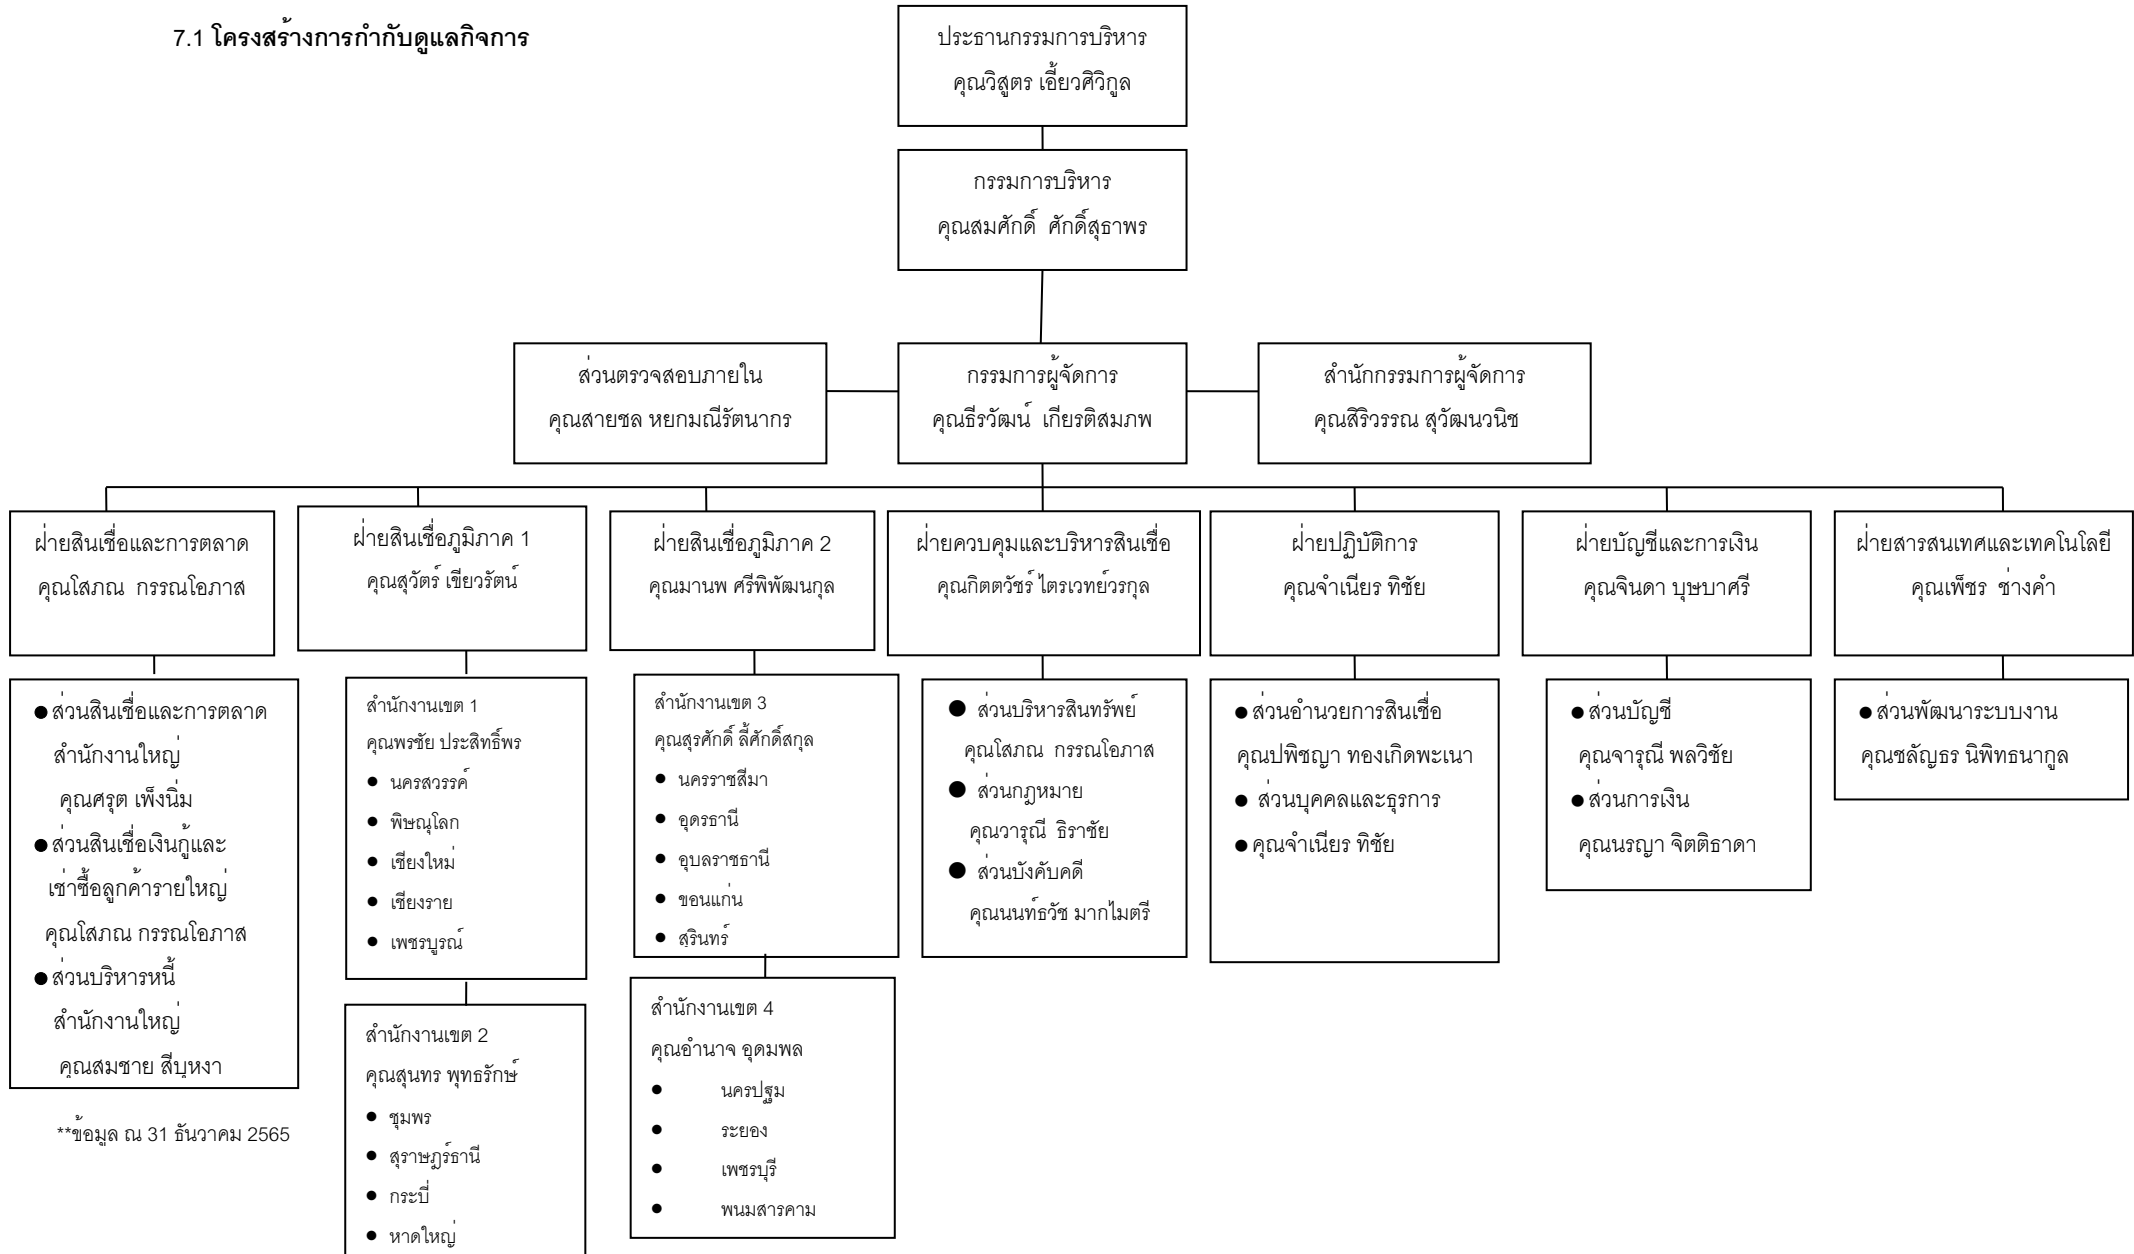 7.1 โครงสร้างการกำกับดูแลกิจการ
ประธานกรรมการบริหาร
คุณวิสูตร เอี้ยวศิวิกูล
กรรมการบริหาร
คุณสมศักดิ์ ศักดิ์สุธาพร
ส่วนตรวจสอบภายใน
คุณสายชล หยกมณีรัตนากร
กรรมการผู้จัดการ
คุณธีรวัฒน์ เกียรติสมภพ
สำนักกรรมการผู้จัดการ
คุณสิริวรรณ สุวัฒนวนิช
ฝ่ายสินเชื่อและการตลาด
คุณโสภณ กรรณโอภาส
ฝ่ายสินเชื่อภูมิภาค 1
คุณสุวัตร์ เขียวรัตน์
ฝ่ายสินเชื่อภูมิภาค 2
คุณมานพ ศรีพิพัฒนกุล
ฝ่ายควบคุมและบริหารสินเชื่อ
คุณกิตตวัชร์ ไตรเวทย์วรกุล
ฝ่ายปฏิบัติการ
คุณจำเนียร ทิชัย
ฝ่ายบัญชีและการเงิน
คุณจินดา บุษบาศรี
ฝ่ายสารสนเทศและเทคโนโลยี
คุณเพ็ชร ช่างคำ
● ส่วนสินเชื่อและการตลาด
สำนักงานใหญ่
คุณศรุต เพ็งนิ่ม
● ส่วนสินเชื่อเงินกู้และ
เช่าซื้อลูกค้ารายใหญ่
คุณโสภณ กรรณโอภาส
● ส่วนบริหารหนี้
สำนักงานใหญ่
คุณสมชาย สีบุหงา
สำนักงานเขต 1
คุณพรชัย ประสิทธิ์พร
● นครสวรรค์
● พิษณุโลก
● เชียงใหม่
● เชียงราย
● เพชรบูรณ์
สำนักงานเขต 2
คุณสุนทร พุทธรักษ์
● ชุมพร
● สุราษฎร์ธานี
● กระบี่
● หาดใหญ่
สำนักงานเขต 3
คุณสุรศักดิ์ ลี้ศักดิ์สกุล
● นครราชสีมา
● อุดรธานี
● อุบลราชธานี
● ขอนแก่น
● สุรินทร์
สำนักงานเขต 4
คุณอำนาจ อุดมพล
● นครปฐม
● ระยอง
● เพชรบุรี
● พนมสารคาม
● ส่วนบริหารสินทรัพย์
คุณโสภณ กรรณโอภาส
● ส่วนกฎหมาย
คุณวารุณี ธิราชัย
● ส่วนบังคับคดี
คุณนนท์ธวัช มากไมตรี
● ส่วนอำนวยการสินเชื่อ
คุณปพิชญา ทองเกิดพะเนา
● ส่วนบุคคลและธุรการ
● คุณจำเนียร ทิชัย
● ส่วนบัญชี
คุณจารุณี พลวิชัย
● ส่วนการเงิน
คุณนรญา จิตติธาดา
● ส่วนพัฒนาระบบงาน
คุณชลัญธร นิพิทธนากูล
**ข้อมูล ณ 31 ธันวาคม 2565